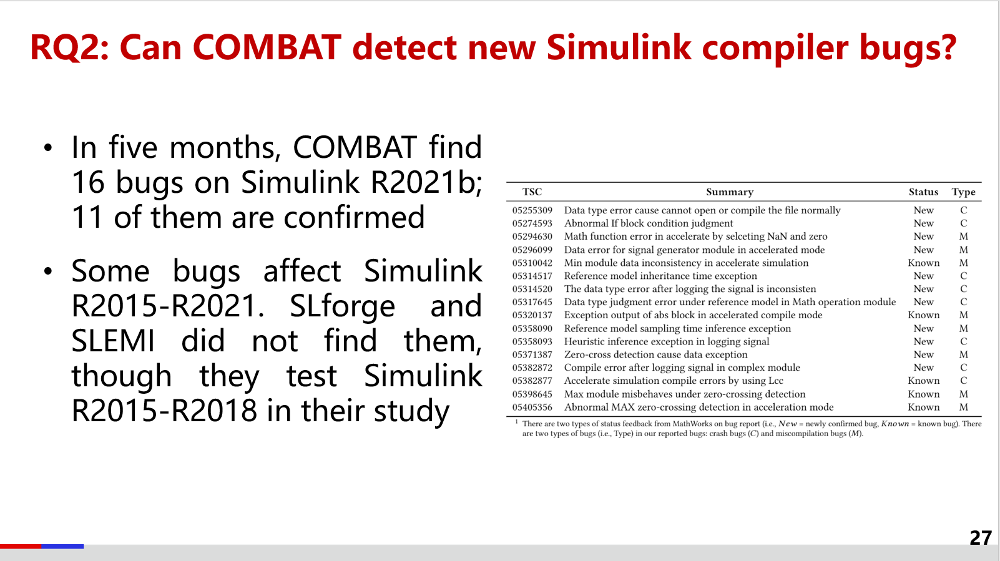 RQ2: Can COMBAT detect new Simulink compiler bugs?
• In five months, COMBAT find
16 bugs on Simulink R2021b;
11 of them are confirmed
• Some bugs affect Simulink
R2015-R2021. SLforge and
SLEMI did not find them,
though they test Simulink
R2015-R2018 in their study
TSC Summary Status Type
05255309 Data type error cause cannot open or compile the file normally New C
05274593 Abnormal If block condition judgment New C
05294630 Math function error in accelerate by selceting NaN and zero New M
05296099 Data error for signal generator module in accelerated mode New M
05310042 Min module data inconsistency in accelerate simulation Known M
05314517 Reference model inheritance time exception New C
05314520 The data type error after logging the signal is inconsisten New C
05317645 Data type judgment error under reference model in Math operation module New C
05320137 Exception output of abs block in accelerated compile mode Known M
05358090 Reference model sampling time inference exception New M
05358093 Heuristic inference exception in logging signal New C
05371387 Zero-cross detection cause data exception New M
05382872 Compile error after logging signal in complex module New C
05382877 Accelerate simulation compile errors by using Lcc Known C
05398645 Max module misbehaves under zero-crossing detection Known M
05405356 Abnormal MAX zero-crossing detection in acceleration mode Known M
1 There are two types of status feedback from MathWorks on bug report (i.e., New = newly confirmed bug, Known = known bug). There
are two types of bugs (i.e., Type) in our reported bugs: crash bugs (C) and miscompilation bugs (M).
27